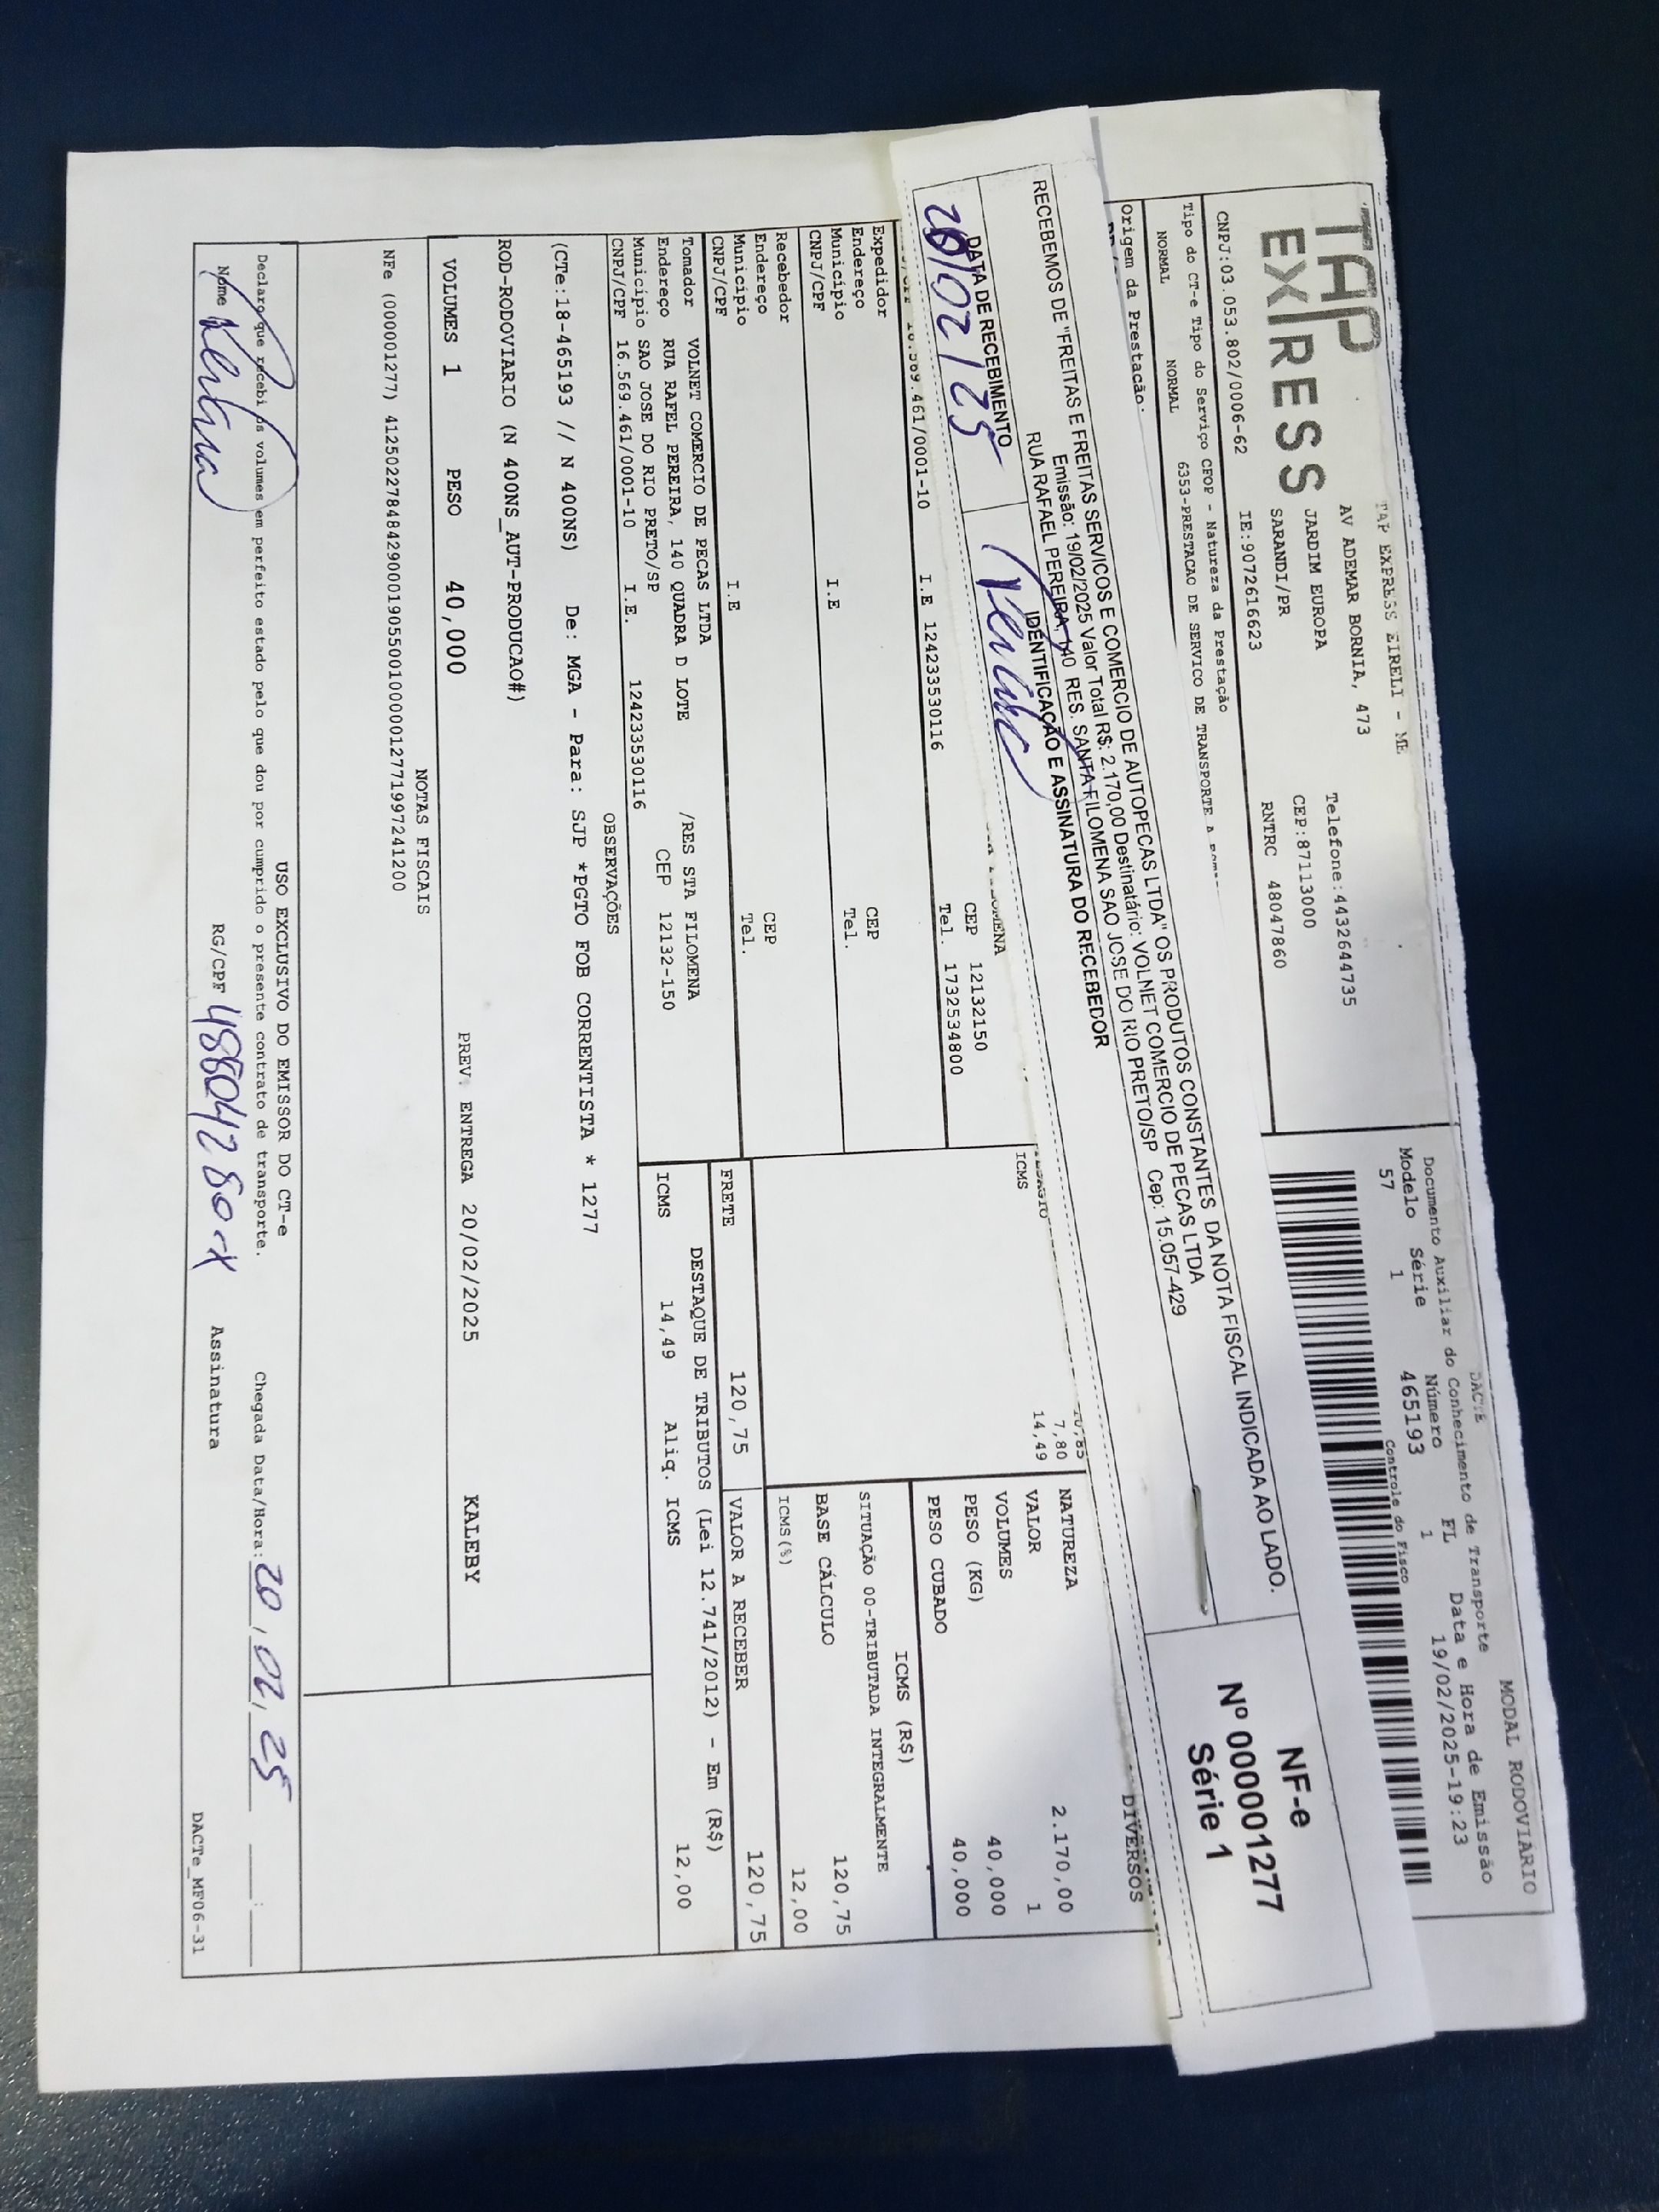 TAP EXPRESS EIRELI - ME
TAP
EXPRESS
AV ADEMAR BORNIA, 473
JARDIM EUROPA
SARANDI/PR
Telefone:4432644735
CEP:87113000
CNPJ:03.053.802/0006-62 IE:9072616623 RNTRC 48047860
MODAL RODOVIÁRIO
DACTE
Documento Auxiliar do Conhecimento de Transporte
Modelo Série Número FL Data e Hora de Emissão
57 1 465193 1 19/02/2025-19:23
Controle do Fisco
Tipo do CT-e Tipo do Serviço CFOP - Natureza da Prestação
NORMAL NORMAL 6353-PRESTACAO DE SERVICO DE TRANSPORTE A
Origem da Prestação:
RECEBEMOS DE "FREITAS E FREITAS SERVICOS E COMERCIO DE AUTOPECAS LTDA" OS PRODUTOS CONSTANTES DA NOTA FISCAL INDICADA AO LADO.
Emissão: 19/02/2025 Valor Total R$: 2.170,00 Destinatário: VOLNET COMERCIO DE PECAS LTDA
RUA RAFAEL PEREIRA, 140 RES. SANTA FILOMENA SAO JOSE DO RIO PRETO/SP Cep: 15.057-429
DATA DE RECEBIMENTO
IDENTIFICAÇÃO E ASSINATURA DO RECEBEDOR
20/02/25
NF-e
Nº 000001277
Série 1
DIVERSOS
CEP 12132150
16.569.461/0001-10 I.E 12423530116 Tel. 1732534800
ICMS
7,80
14,49
NATUREZA
VALOR 2.170,00
VOLUMES 1
PESO (KG) 40,000
PESO CUBADO 40,000
Expedidor
Endereço CEP
Município Tel.
CNPJ/CPF I.E
Recebedor
Endereço CEP
Município Tel.
CNPJ/CPF I.E
ICMS (R$)
SITUAÇÃO 00-TRIBUTADA INTEGRALMENTE
BASE CÁLCULO 120,75
ICMS(%) 12,00
Tomador VOLNET COMERCIO DE PECAS LTDA
Endereço RUA RAFEL PEREIRA, 140 QUADRA D LOTE /RES STA FILOMENA
Município SAO JOSE DO RIO PRETO/SP CEP 12132-150
CNPJ/CPF 16.569.461/0001-10 I.E. 12423530116
FRETE 120,75 VALOR A RECEBER 120,75
DESTAQUE DE TRIBUTOS (Lei 12.741/2012) - Em (R$)
ICMS 14,49 Aliq. ICMS 12,00
OBSERVAÇÕES
(CTe:18-465193 // N 400NS) De: MGA - Para: SJP *PGTO FOB CORRENTISTA * 1277
ROD-RODOVIARIO (N 400NS_AUT-PRODUCAO#)
VOLUMES 1 PESO 40,000 PREV. ENTREGA 20/02/2025 KALEBY
NOTAS FISCAIS
NFe (000001277) 41250227848429000190550010000012771997241200
USO EXCLUSIVO DO EMISSOR DO CT-e
Declaro que recebi os volumes em perfeito estado pelo que dou por cumprido o presente contrato de transporte. Chegada Data/Hora: 20/02/25
Nome RG/CPF 48804280-X Assinatura
DACTe_MF06-31